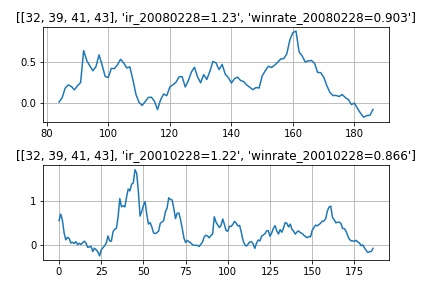 [[32, 39, 41, 43], 'ir_20080228=1.23', 'winrate_20080228=0.903']
0.5
0.0
80 100 120 140 160 180
[[32, 39, 41, 43], 'ir_20010228=1.22', 'winrate_20010228=0.866']
1
0
0 25 50 75 100 125 150 175